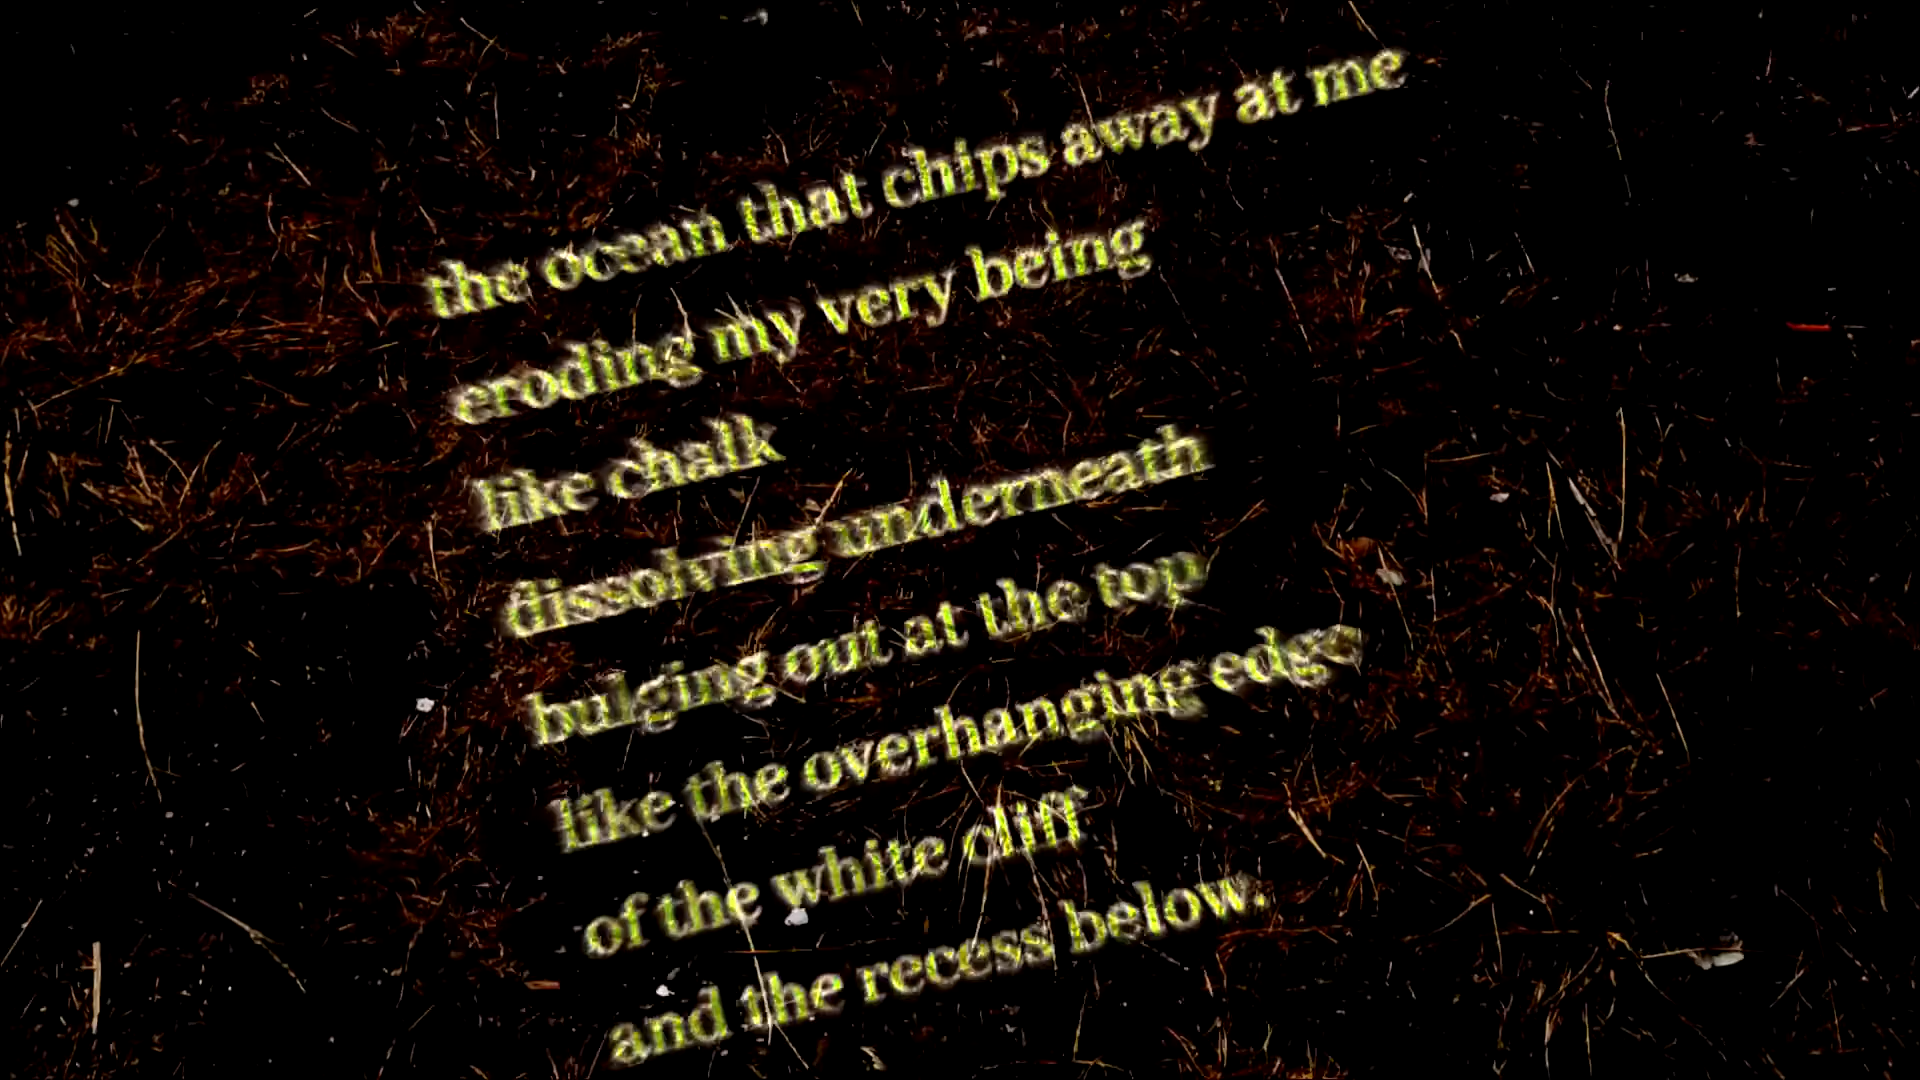 the ocean that chips away at me
eroding my very being
like chalk
dissolving underneath
bulging out at the top
like the overhanging edge
of the white cliff
and the recess below.